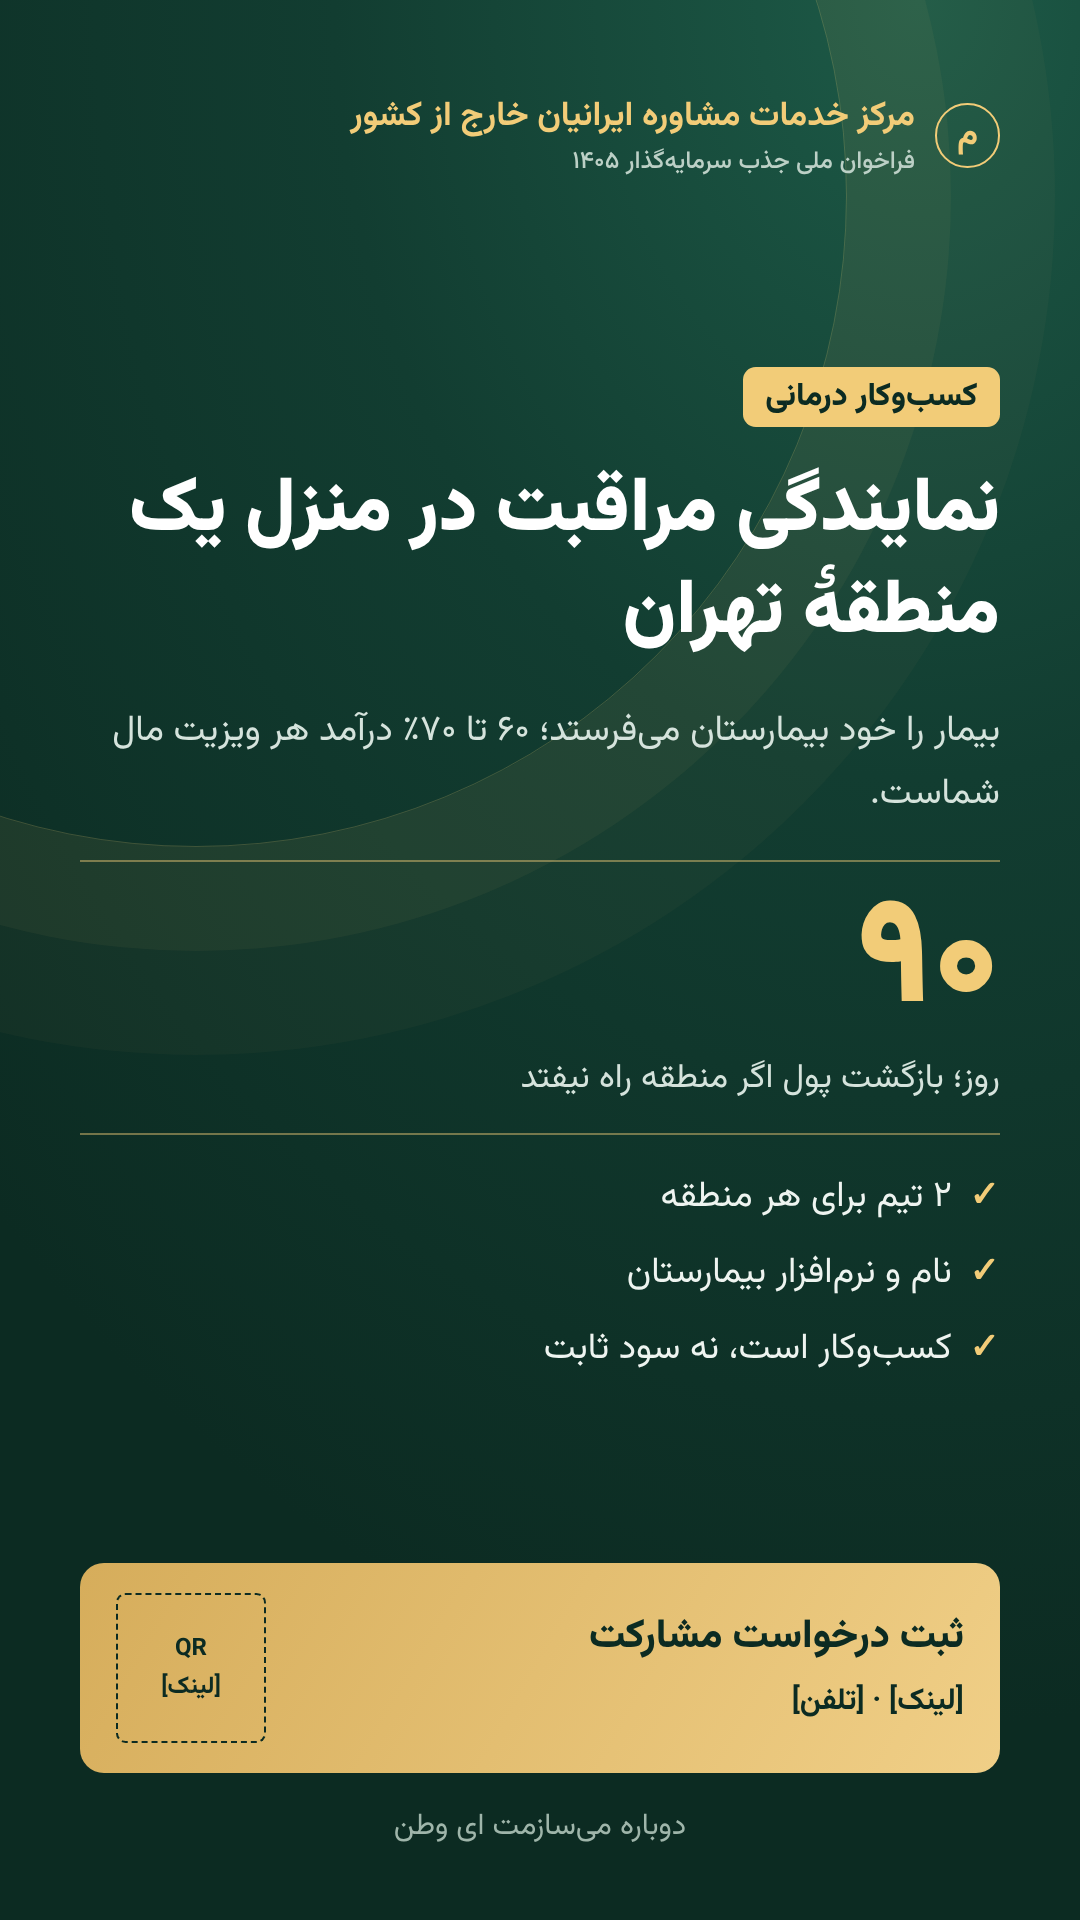 م
مرکز خدمات مشاوره ایرانیان خارج از کشور
فراخوان ملی جذب سرمایه‌گذار ۱۴۰۵
کسب‌وکار درمانی
نمایندگی مراقبت در منزل یک
منطقهٔ تهران
بیمار را خود بیمارستان می‌فرستد؛ ۶۰ تا ۷۰٪ درآمد هر ویزیت مال
شماست.
۹۰
روز؛ بازگشت پول اگر منطقه راه نیفتد
✓ ۲ تیم برای هر منطقه
✓ نام و نرم‌افزار بیمارستان
✓ کسب‌وکار است، نه سود ثابت
ثبت درخواست مشارکت
[لینک] · [تلفن]
QR
[لینک]
دوباره می‌سازمت ای وطن